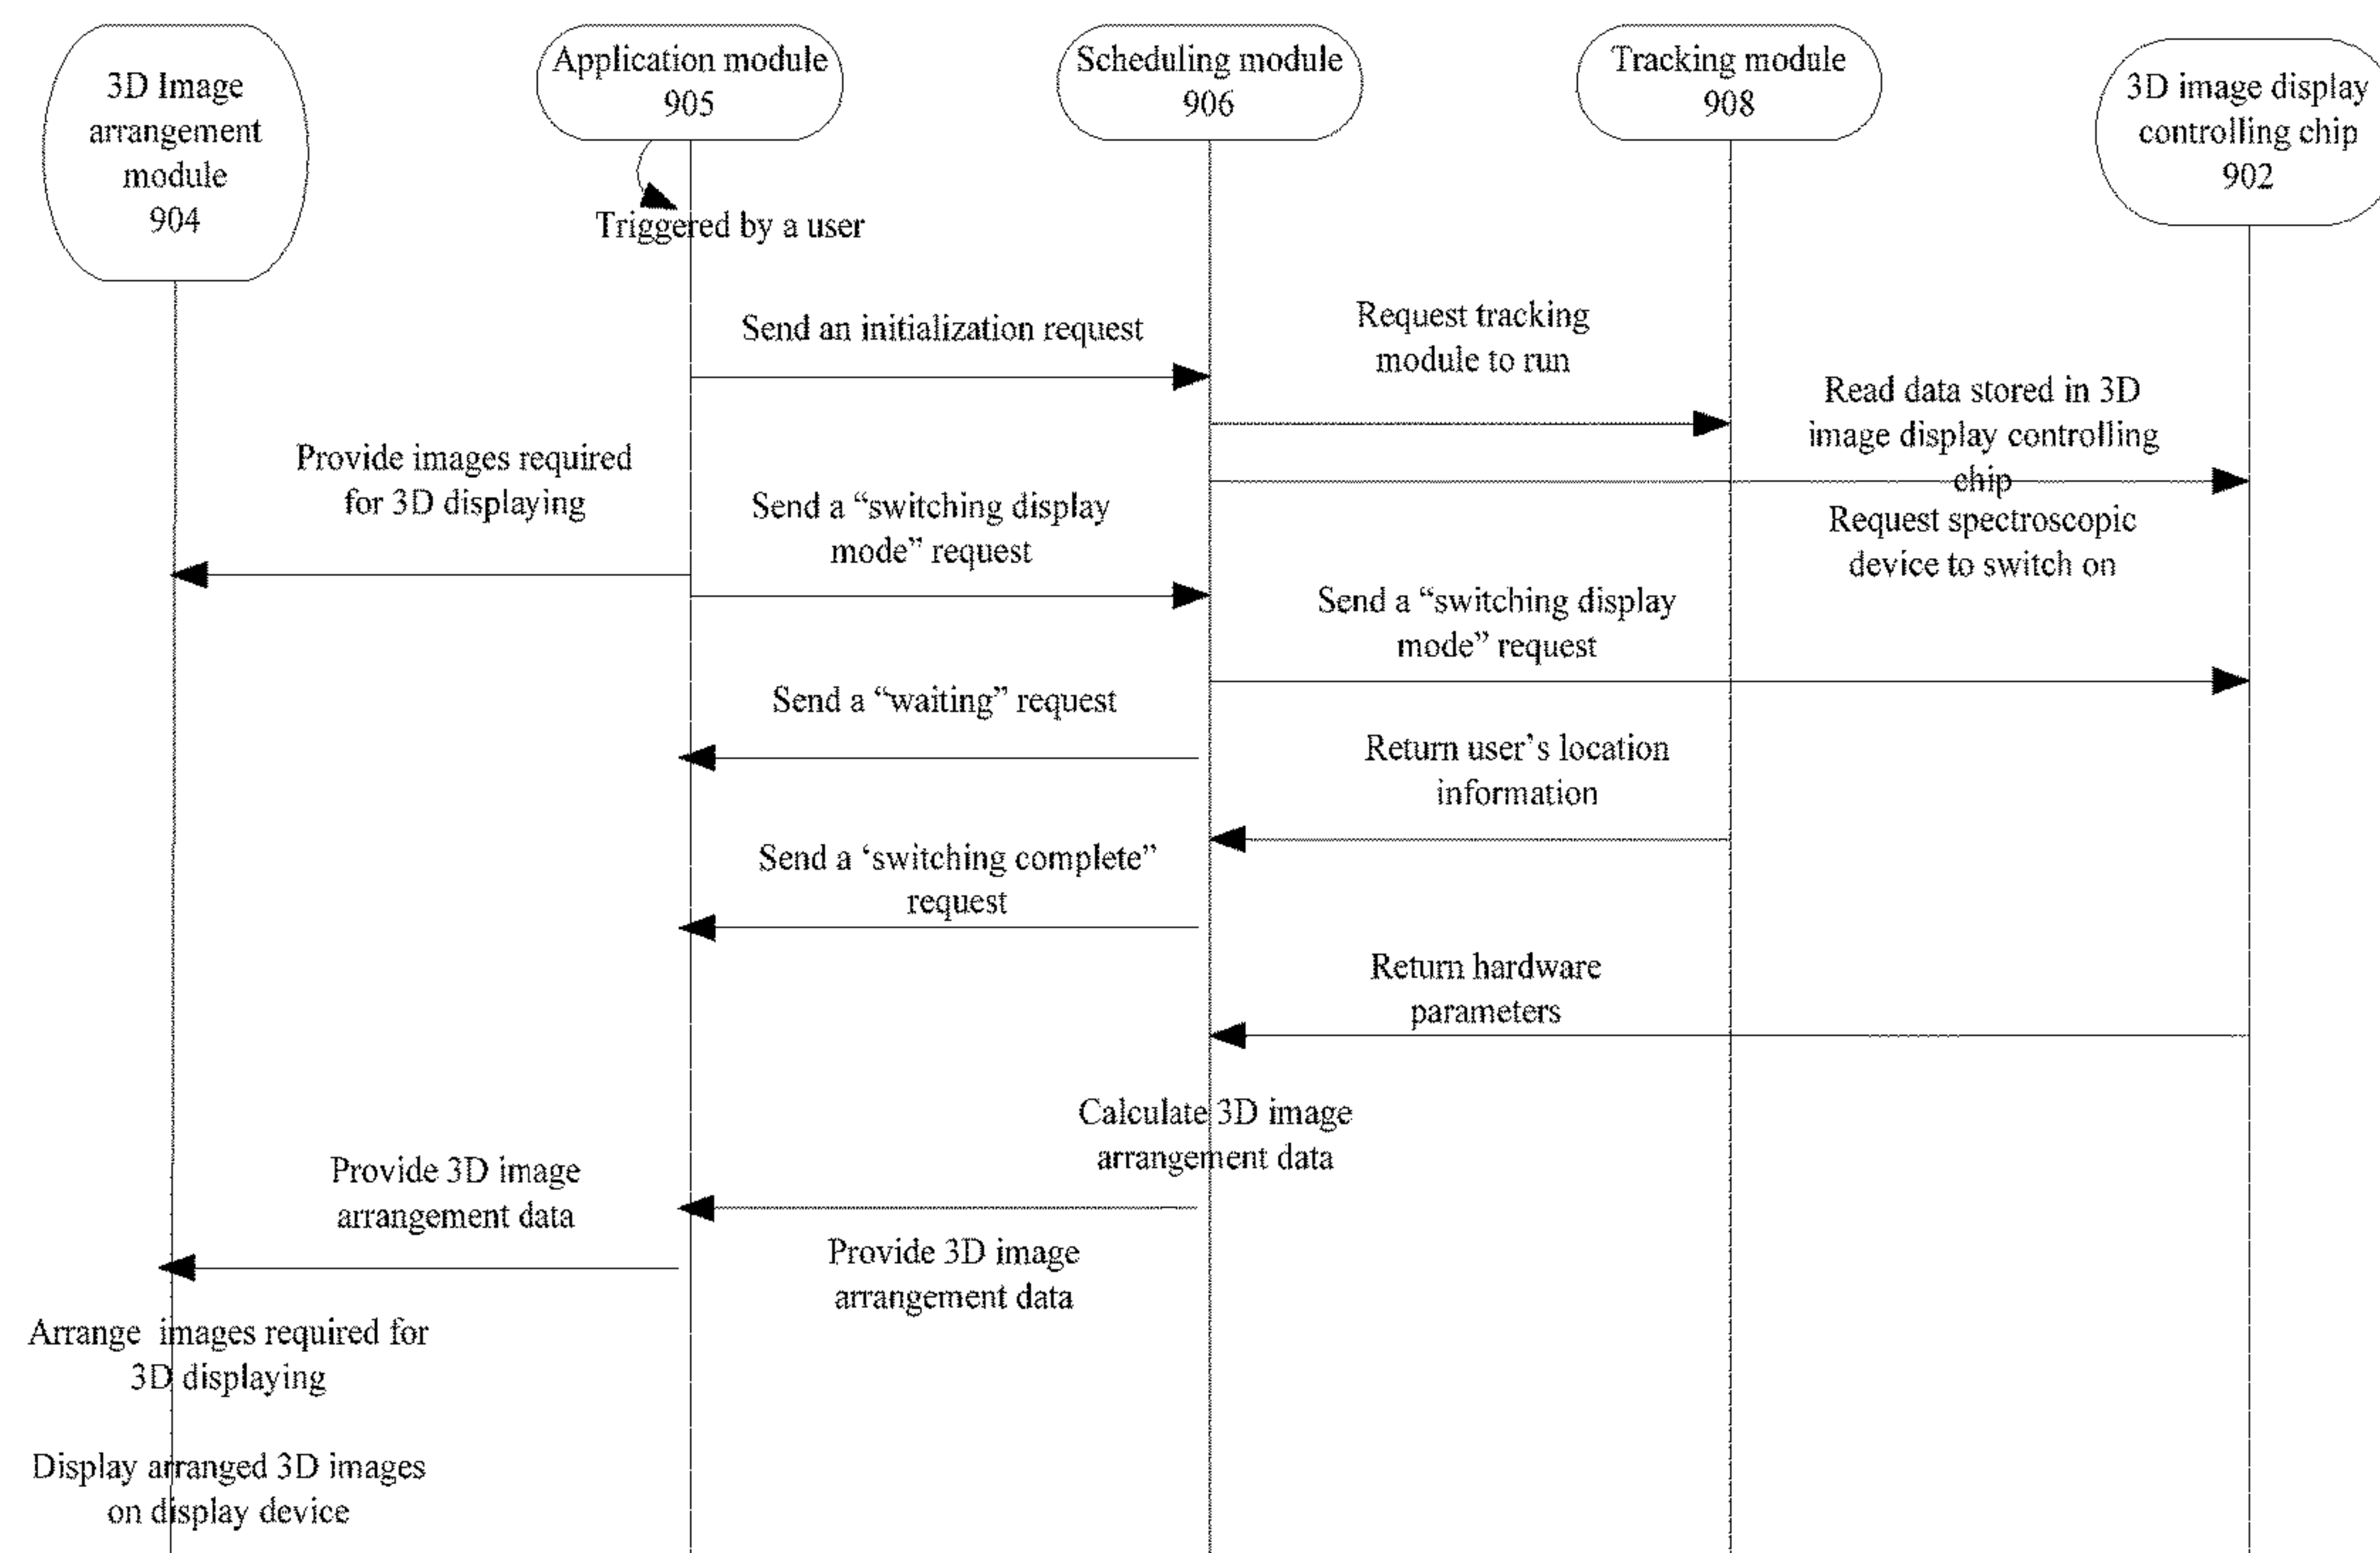 3D Image
arrangement
module
904
Application module
905
Scheduling module
906
Tracking module
908
3D image display
controlling chip
902
Triggered by a user
Send an initialization request
Request tracking
module to run
Read data stored in 3D
image display controlling
chip
Provide images required
for 3D displaying
Send a “switching display
mode” request
Request spectroscopic
device to switch on
Send a “switching display
mode” request
Send a “waiting” request
Return user’s location
information
Send a ‘switching complete”
request
Return hardware
parameters
Calculate 3D image
arrangement data
Provide 3D image
arrangement data
Provide 3D image
arrangement data
Arrange images required for
3D displaying
Display arranged 3D images
on display device